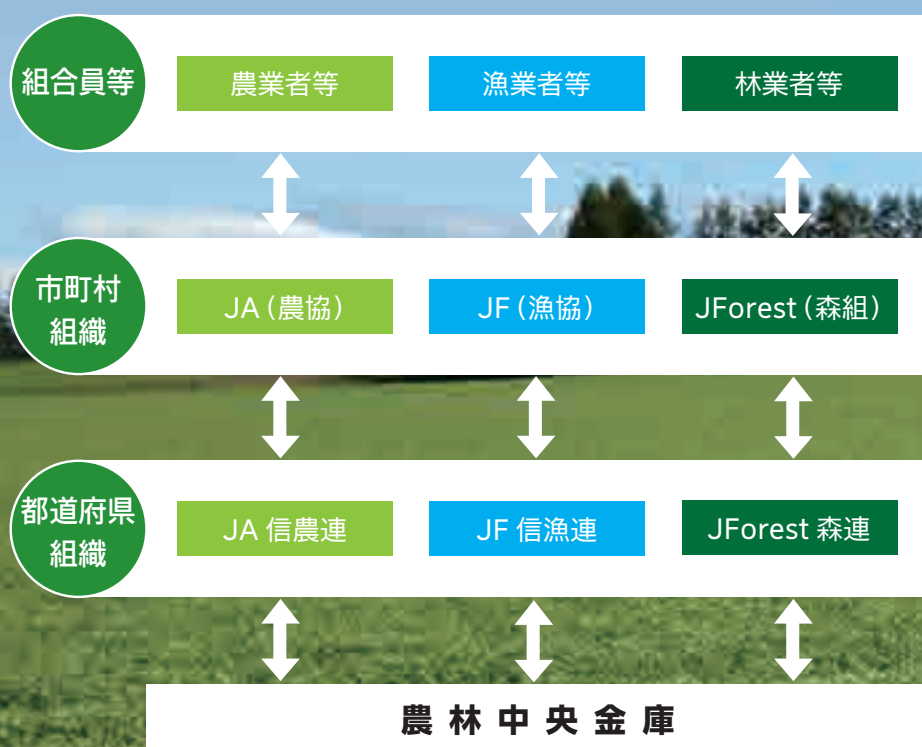 組合員等
農業者等
漁業者等
林業者等
市町村
組織
JA（農協）
JF（漁協）
JForest（森組）
都道府県
組織
JA 信農連
JF 信漁連
JForest 森連
農林中央金庫